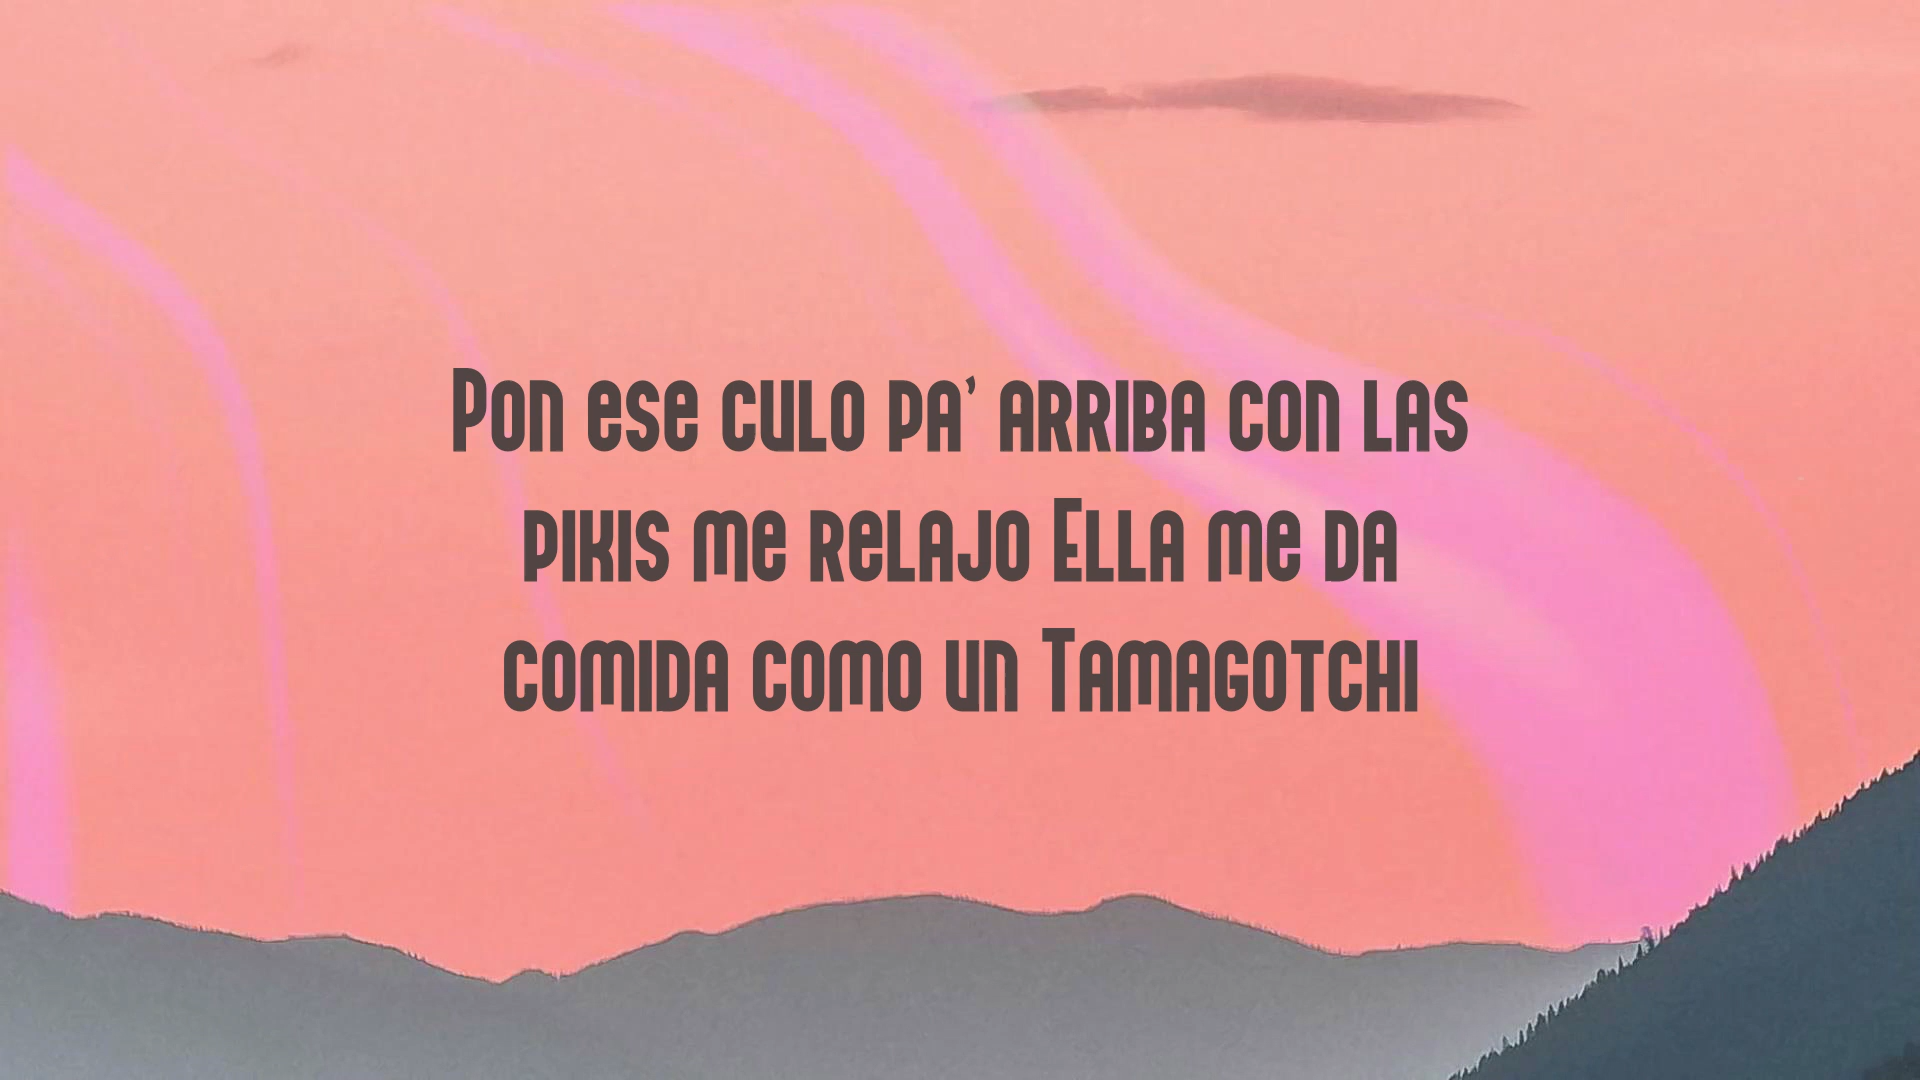 Pon ese culo pa' arriba con las
pikis me relajo Ella me da
comida como un Tamagotchi